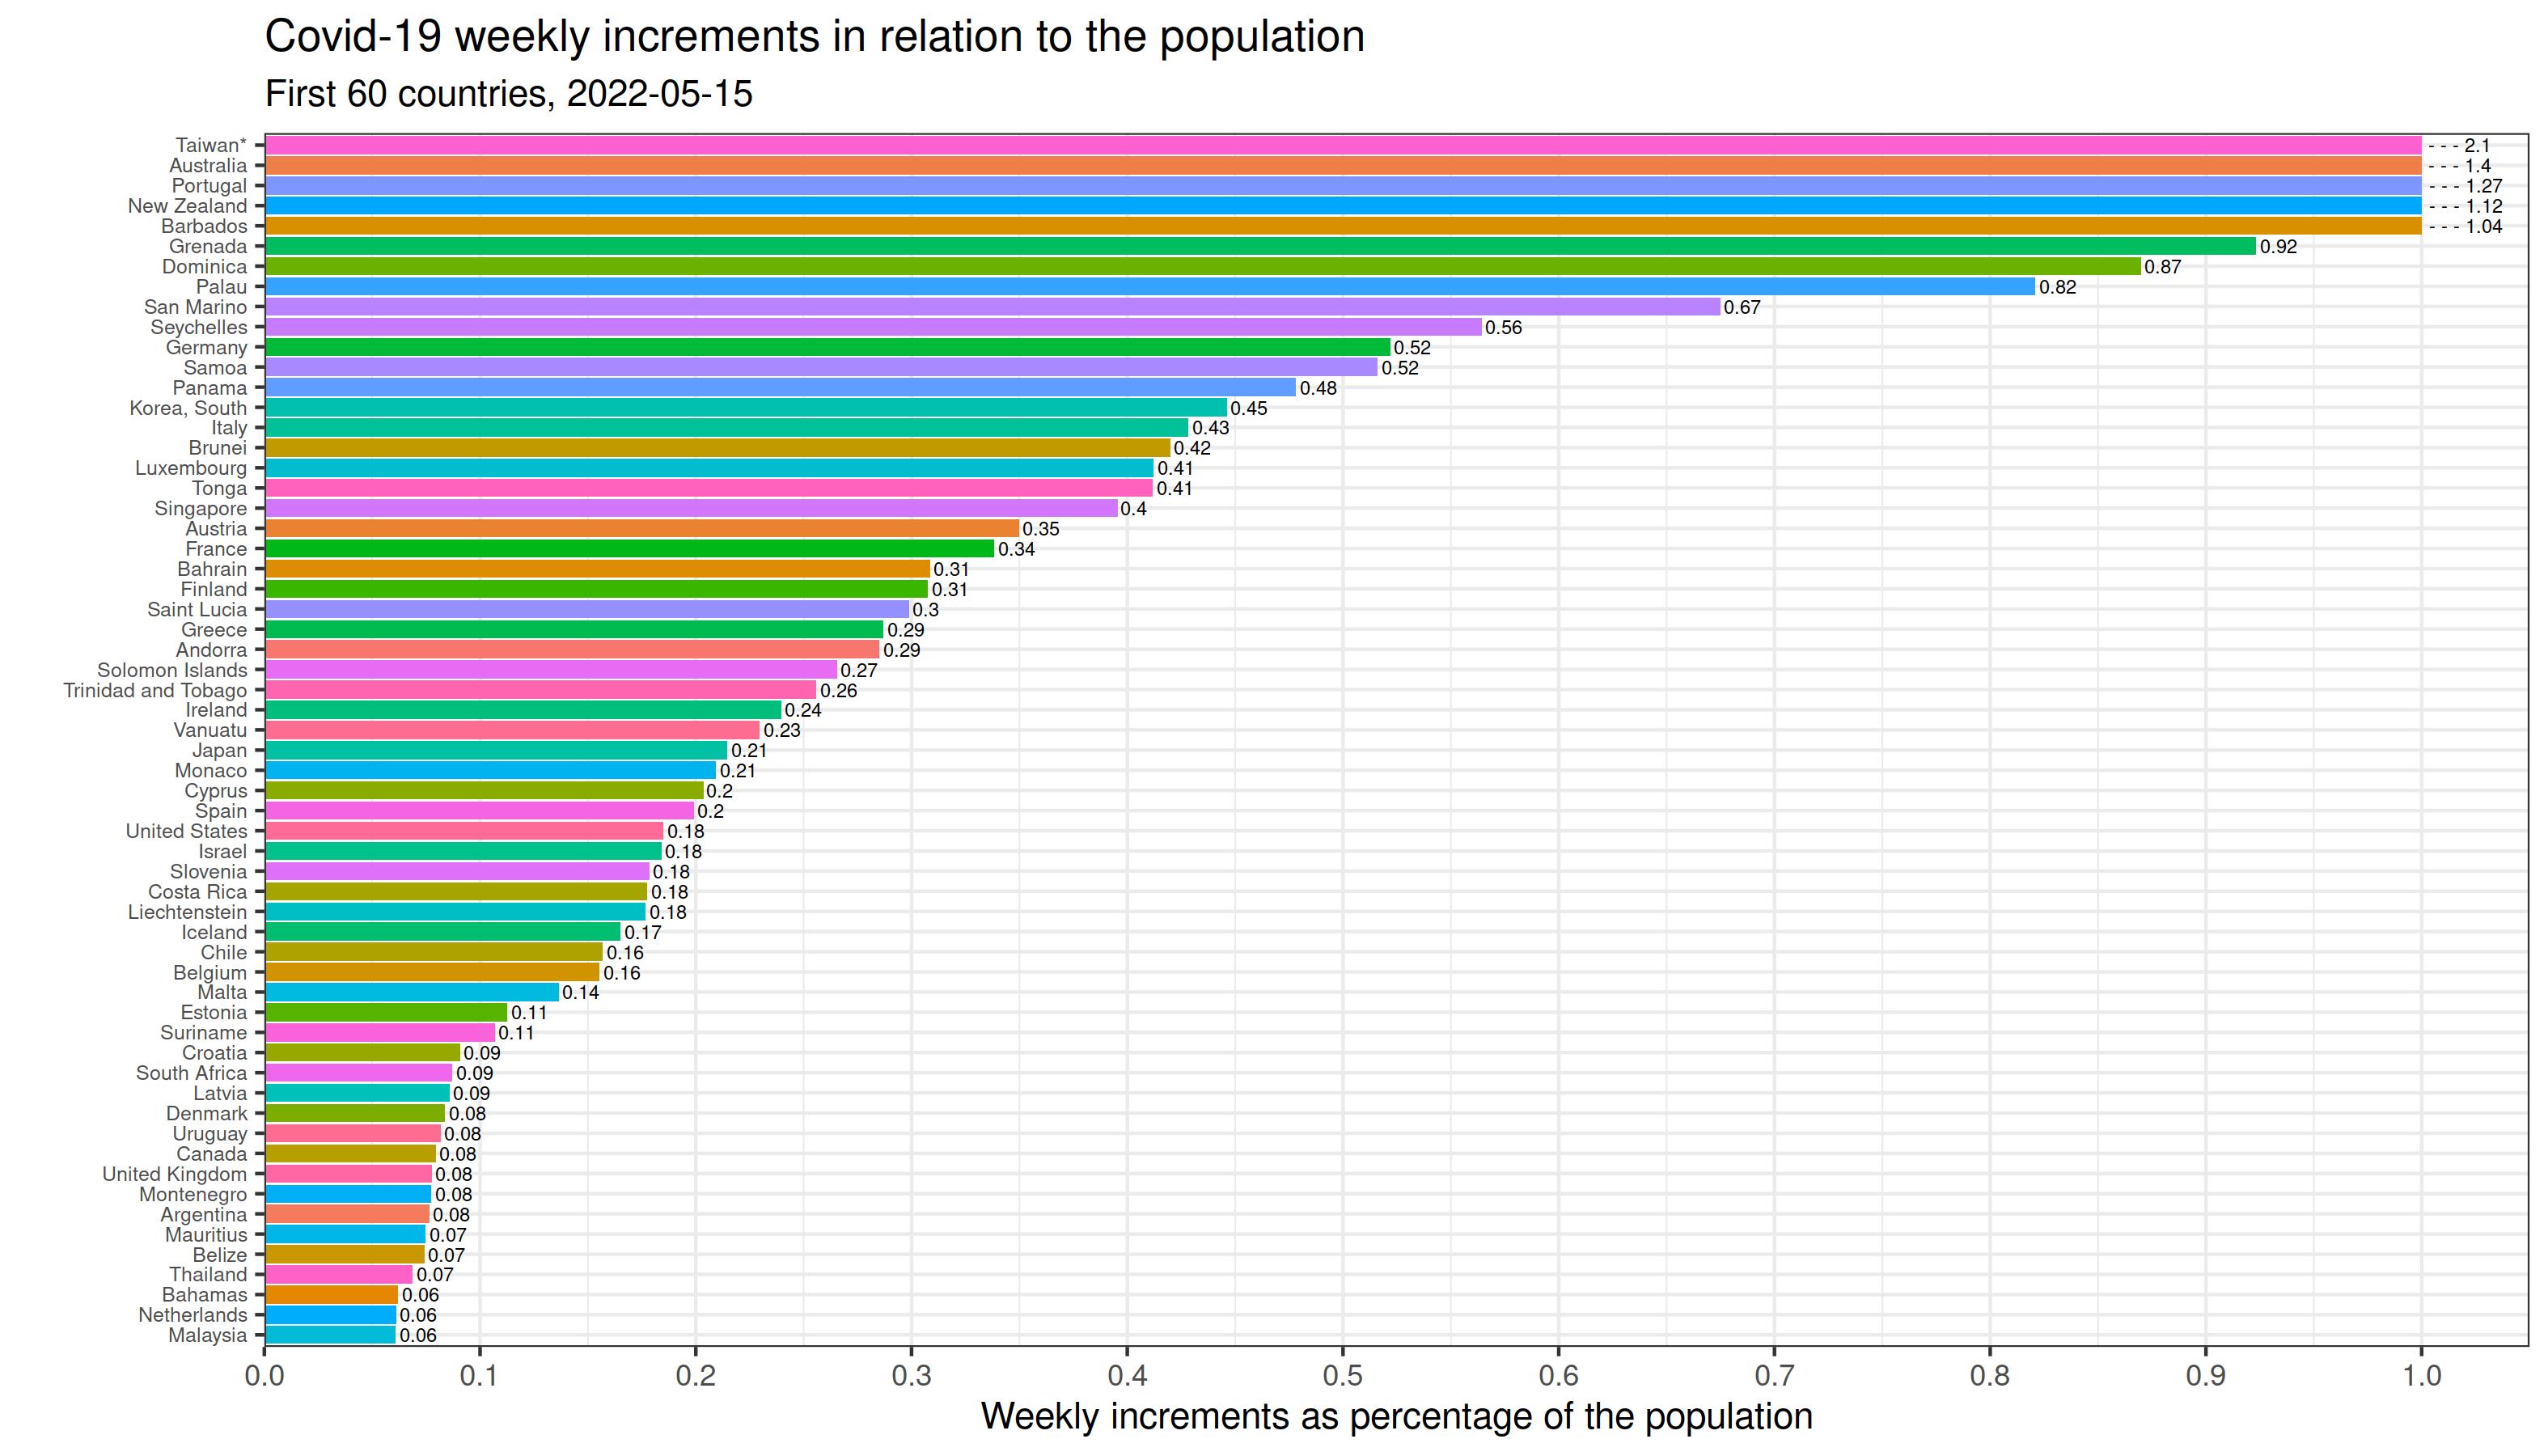 Covid-19 weekly increments in relation to the population
First 60 countries, 2022-05-15
Taiwan* - - - 2.1
Australia - - - 1.4
Portugal - - - 1.27
New Zealand - - - 1.12
Barbados - - - 1.04
Grenada 0.92
Dominica 0.87
Palau 0.82
San Marino 0.67
Seychelles 0.56
Germany 0.52
Samoa 0.52
Panama 0.48
Korea, South 0.45
Italy 0.43
Brunei 0.42
Luxembourg 0.41
Tonga 0.41
Singapore 0.4
Austria 0.35
France 0.34
Bahrain 0.31
Finland 0.31
Saint Lucia 0.3
Greece 0.29
Andorra 0.29
Solomon Islands 0.27
Trinidad and Tobago 0.26
Ireland 0.24
Vanuatu 0.23
Japan 0.21
Monaco 0.21
Cyprus 0.2
Spain 0.2
United States 0.18
Israel 0.18
Slovenia 0.18
Costa Rica 0.18
Liechtenstein 0.18
Iceland 0.17
Chile 0.16
Belgium 0.16
Malta 0.14
Estonia 0.11
Suriname 0.11
Croatia 0.09
South Africa 0.09
Latvia 0.09
Denmark 0.08
Uruguay 0.08
Canada 0.08
United Kingdom 0.08
Montenegro 0.08
Argentina 0.08
Mauritius 0.07
Belize 0.07
Thailand 0.07
Bahamas 0.06
Netherlands 0.06
Malaysia 0.06
0.0 0.1 0.2 0.3 0.4 0.5 0.6 0.7 0.8 0.9 1.0
Weekly increments as percentage of the population